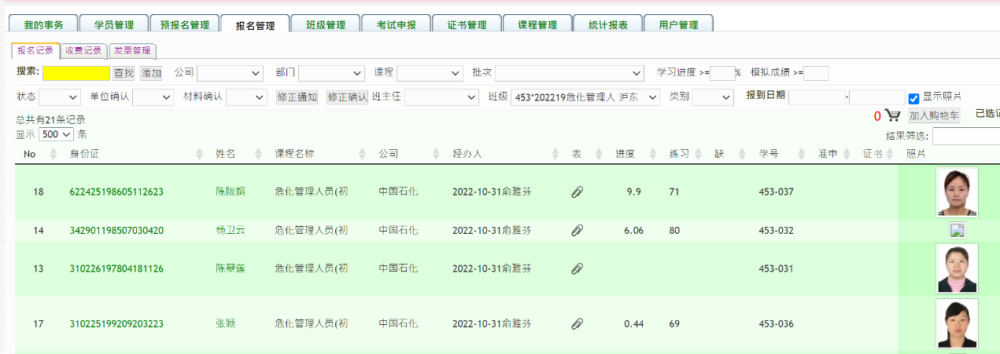 我的事务 学员管理 预报名管理 报名管理 班级管理 考试申报 证书管理 课程管理 统计报表 用户管理
报名记录 收费记录 发票管理
搜索: 查找 添加 公司 部门 课程 批次 学习进度 >= % 模拟成绩 >=
状态 单位确认 材料确认 修正通知 修正确认 班主任 班级 453*202219危化管理人 沪东 类别 报到日期 - 显示照片
总共有21条记录 0 加入购物车 已选记
显示 500 条 结果筛选:
No 身份证 姓名 课程名称 公司 经办人 表 进度 练习 缺 学号 准申 证书 照片
18 622425198605112623 陈陇娟 危化管理人员(初 中国石化 2022-10-31俞雅芬 9.9 71 453-037
14 342901198507030420 杨卫云 危化管理人员(初 中国石化 2022-10-31俞雅芬 6.06 80 453-032
13 310226197804181126 陈翠莲 危化管理人员(初 中国石化 2022-10-31俞雅芬 453-031
17 310225199209203223 张颖 危化管理人员(初 中国石化 2022-10-31俞雅芬 0.44 69 453-036